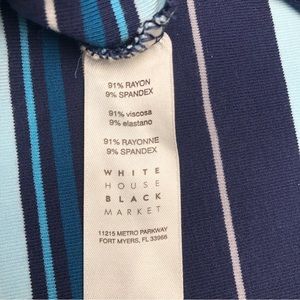 91% RAYON
9% SPANDEX
91% viscosa
9% elastano
91% RAYONNE
9% SPANDEX
WHITE
HOUSE
BLACK
MARKET
11215 METRO PARKWAY
FORT MYERS, FL 33966